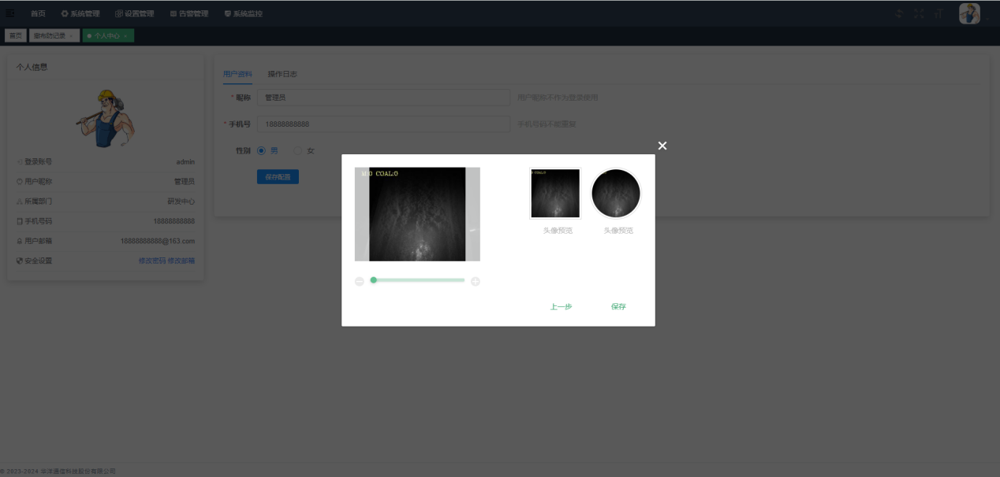 首页 系统管理 设置管理 告警管理 系统监控
首页 撤布防记录 × 个人中心 ×
个人信息
登录账号 admin
用户昵称 管理员
所属部门 研发中心
手机号码 18888888888
用户邮箱 18888888888@163.com
安全设置 修改密码 修改邮箱
用户资料 操作日志
* 昵称 管理员 用户昵称不作为登录使用
* 手机号 18888888888 手机号码不能重复
性别 男 女
保存配置
COAL:0
头像预览 头像预览
上一步 保存
© 2023-2024 华洋通信科技股份有限公司